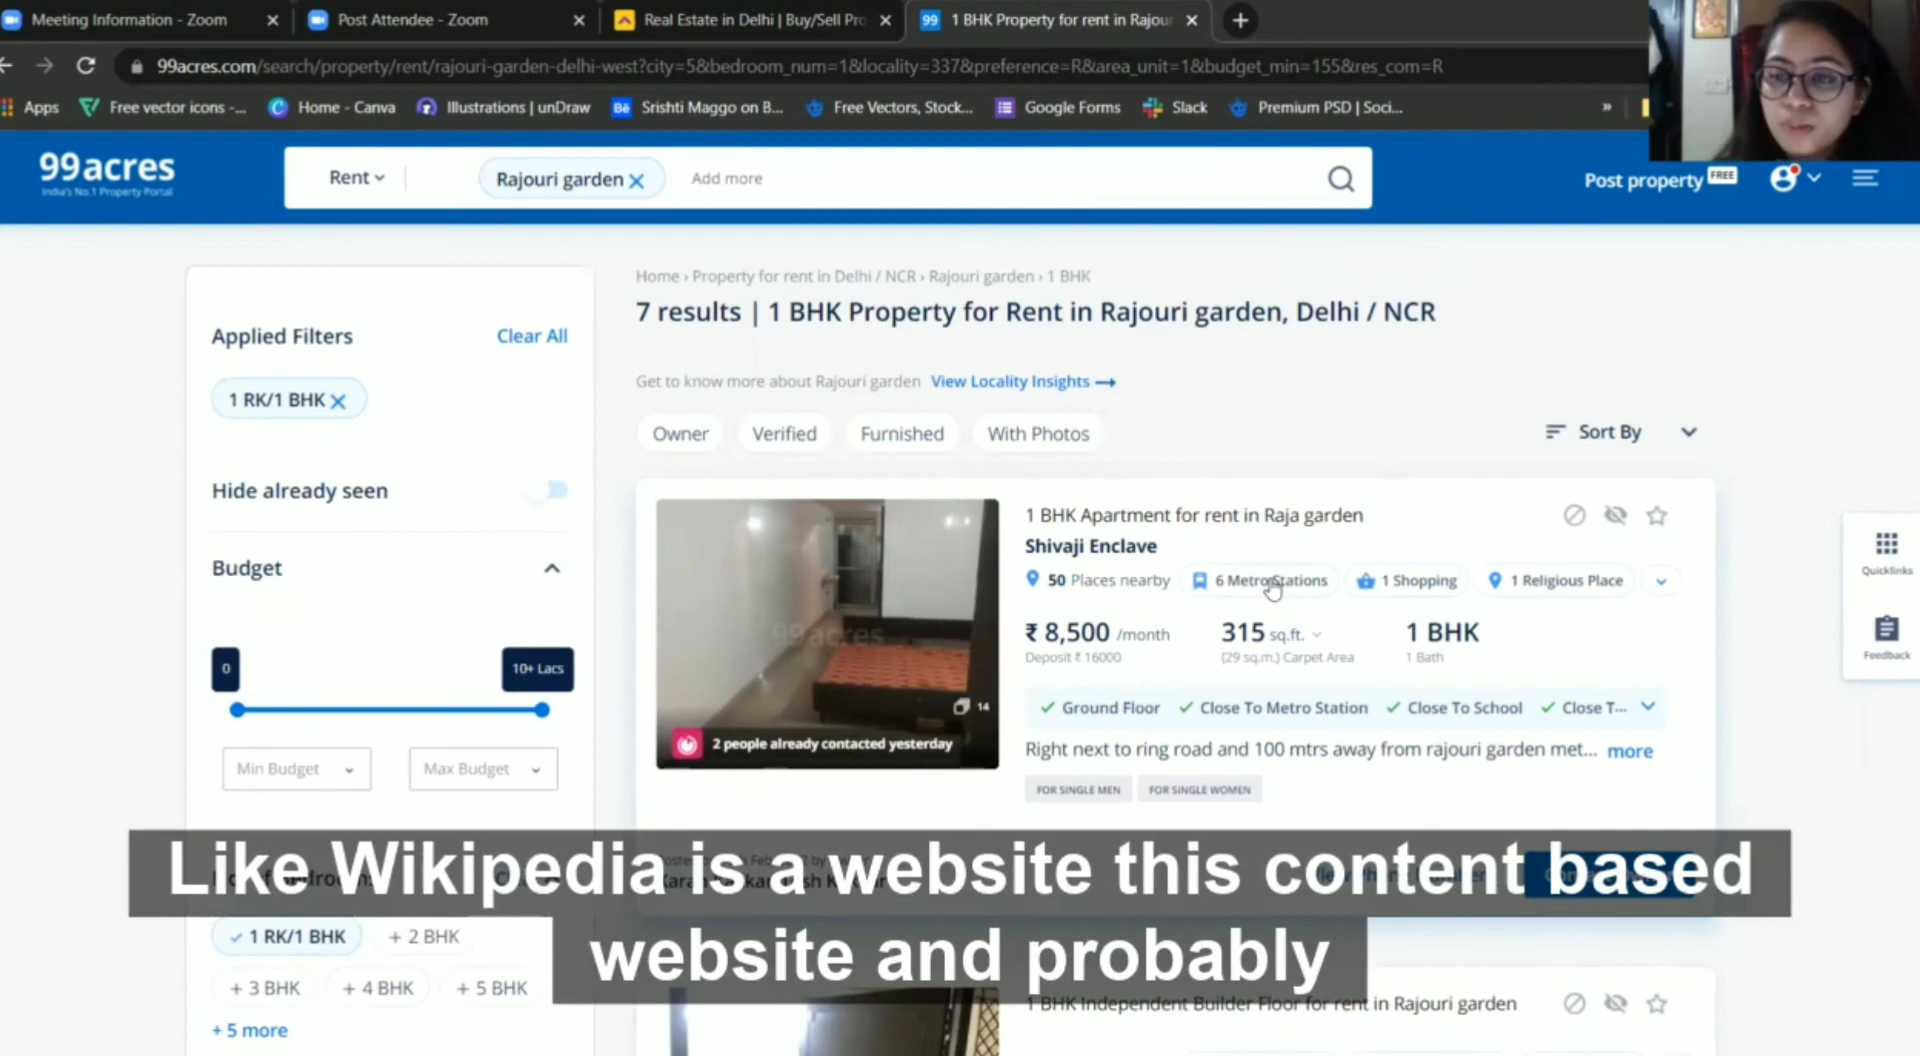 Meeting Information - Zoom
Post Attendee - Zoom
Real Estate in Delhi | Buy/Sell Pro
99
1 BHK Property for rent in Rajour
99acres.com/search/property/rent/rajouri-garden-delhi-west?city=5&bedroom_num=1&locality=337&preference=R&area_unit=1&budget_min=155&res_com=R
Apps
Free vector icons -...
Home - Canva
Illustrations | unDraw
Bē
Srishti Maggo on B...
Free Vectors, Stock...
Google Forms
Slack
Premium PSD | Soci...
»
99acres
India's No.1 Property Portal
Rent
Rajouri garden
Add more
Post property FREE
Home › Property for rent in Delhi / NCR › Rajouri garden › 1 BHK
7 results | 1 BHK Property for Rent in Rajouri garden, Delhi / NCR
Applied Filters
Clear All
Get to know more about Rajouri garden View Locality Insights
1 RK/1 BHK
Owner
Verified
Furnished
With Photos
Sort By
Hide already seen
Budget
0
10+ Lacs
Min Budget
Max Budget
1 BHK Apartment for rent in Raja garden
Shivaji Enclave
50 Places nearby
6 Metro Stations
1 Shopping
1 Religious Place
₹ 8,500 /month
315 sq.ft.
1 BHK
Deposit ₹ 16000
(29 sq.m.) Carpet Area
1 Bath
99acres
14
2 people already contacted yesterday
Ground Floor
Close To Metro Station
Close To School
Close T...
Right next to ring road and 100 mtrs away from rajouri garden met... more
FOR SINGLE MEN
FOR SINGLE WOMEN
Quicklinks
Feedback
Like Wikipedia is a website this content based
website and probably
1 RK/1 BHK
+ 2 BHK
+ 3 BHK
+ 4 BHK
+ 5 BHK
+ 5 more
1 BHK Independent Builder Floor for rent in Rajouri garden